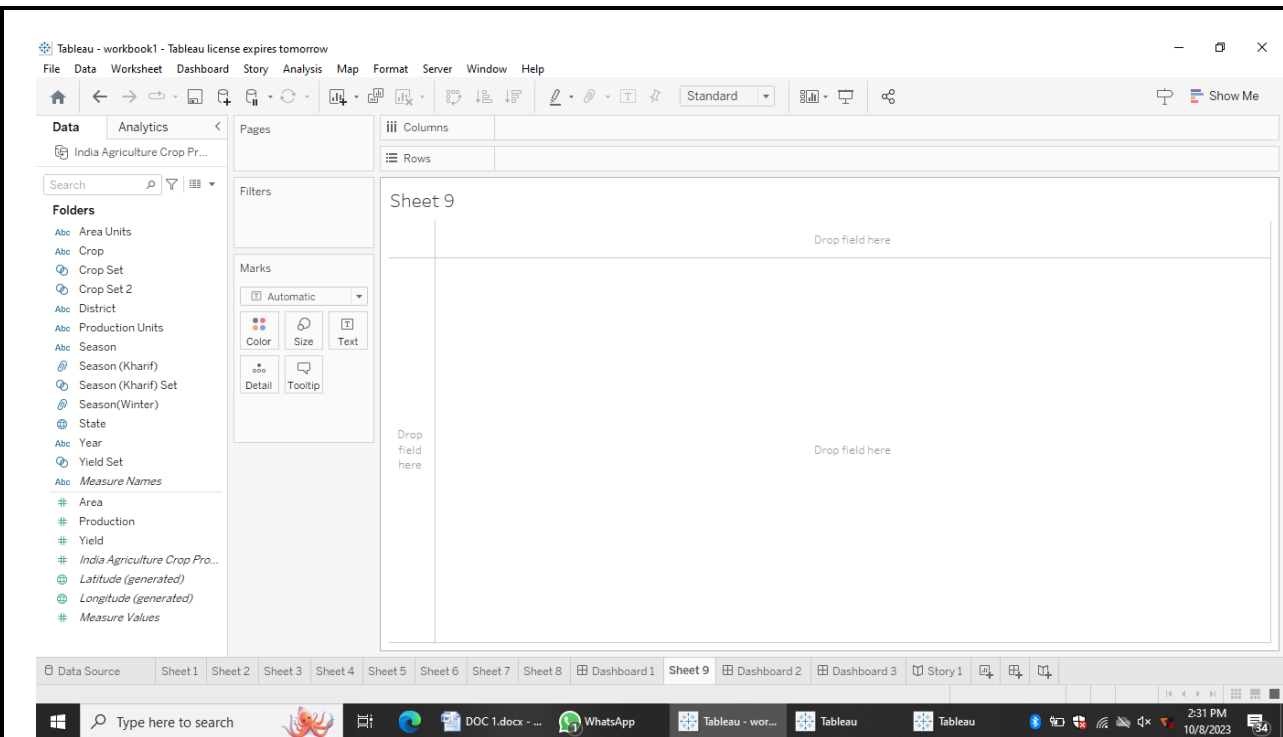 Tableau - workbook1 - Tableau license expires tomorrow
File Data Worksheet Dashboard Story Analysis Map Format Server Window Help
Standard
Show Me
Data Analytics
India Agriculture Crop Pr...
Search
Folders
Abc Area Units
Abc Crop
Crop Set
Crop Set 2
Abc District
Abc Production Units
Abc Season
Season (Kharif)
Season (Kharif) Set
Season(Winter)
State
Abc Year
Yield Set
Abc Measure Names
# Area
# Production
# Yield
# India Agriculture Crop Pro...
Latitude (generated)
Longitude (generated)
# Measure Values
Pages
Filters
Marks
Automatic
Color Size Text
Detail Tooltip
Columns
Rows
Sheet 9
Drop field here
Drop
field
here
Drop field here
Data Source Sheet 1 Sheet 2 Sheet 3 Sheet 4 Sheet 5 Sheet 6 Sheet 7 Sheet 8 Dashboard 1 Sheet 9 Dashboard 2 Dashboard 3 Story 1
Type here to search DOC 1.docx - ... WhatsApp Tableau - wor... Tableau Tableau
2:31 PM
10/8/2023
34